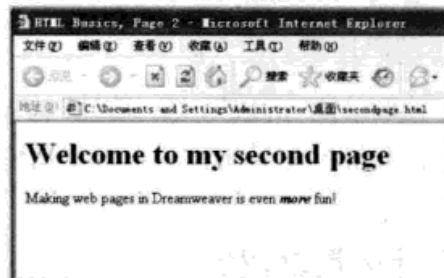 HTML Basics, Page 2 - Microsoft Internet Explorer
文件(F) 编辑(E) 查看(V) 收藏(A) 工具(T) 帮助(H)
后退 搜索 收藏夹
地址(D) C:\Documents and Settings\Administrator\桌面\secondpage.html
Welcome to my second page
Making web pages in Dreamweaver is even more fun!